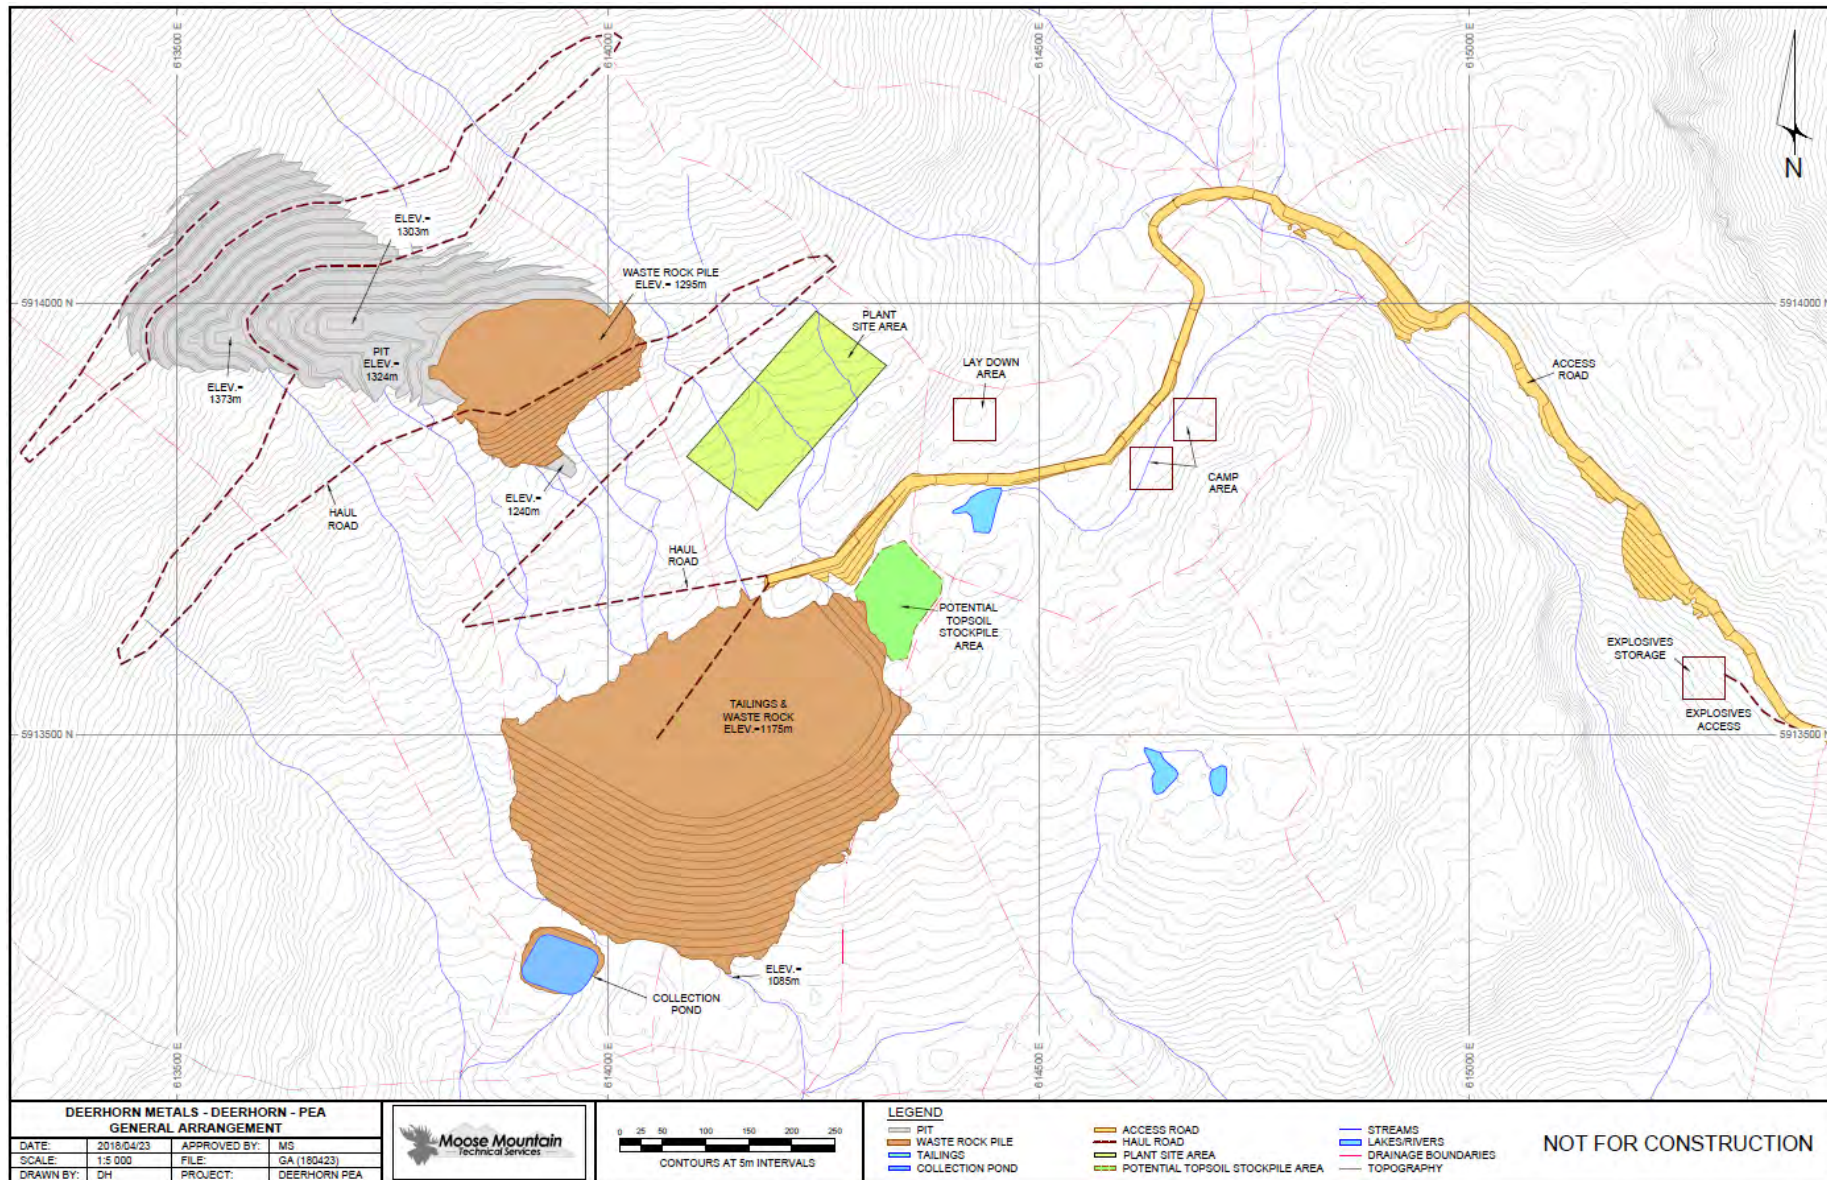 613500 E
614000 E
614500 E
615000 E
N
ELEV.=
1303m
WASTE ROCK PILE
ELEV.= 1295m
5914000 N
5914000 N
PLANT
SITE AREA
PIT
ELEV.=
1324m
LAY DOWN
AREA
ACCESS
ROAD
ELEV.=
1373m
CAMP
AREA
ELEV.=
1240m
HAUL
ROAD
HAUL
ROAD
POTENTIAL
TOPSOIL
STOCKPILE
AREA
EXPLOSIVES
STORAGE
TAILINGS &
WASTE ROCK
ELEV.=1175m
EXPLOSIVES
ACCESS
5913500 N
5913500 N
ELEV.=
1085m
COLLECTION
POND
613500 E
614500 E
615000 E
DEERHORN METALS - DEERHORN - PEA
GENERAL ARRANGEMENT
DATE: 2018/04/23 APPROVED BY: MS
SCALE: 1:5 000 FILE: GA (180423)
DRAWN BY: DH PROJECT: DEERHORN PEA
Moose Mountain
Technical Services
0 25 50 100 150 200 250
CONTOURS AT 5m INTERVALS
LEGEND
PIT
WASTE ROCK PILE
TAILINGS
COLLECTION POND
ACCESS ROAD
HAUL ROAD
PLANT SITE AREA
POTENTIAL TOPSOIL STOCKPILE AREA
STREAMS
LAKES/RIVERS
DRAINAGE BOUNDARIES
TOPOGRAPHY
NOT FOR CONSTRUCTION